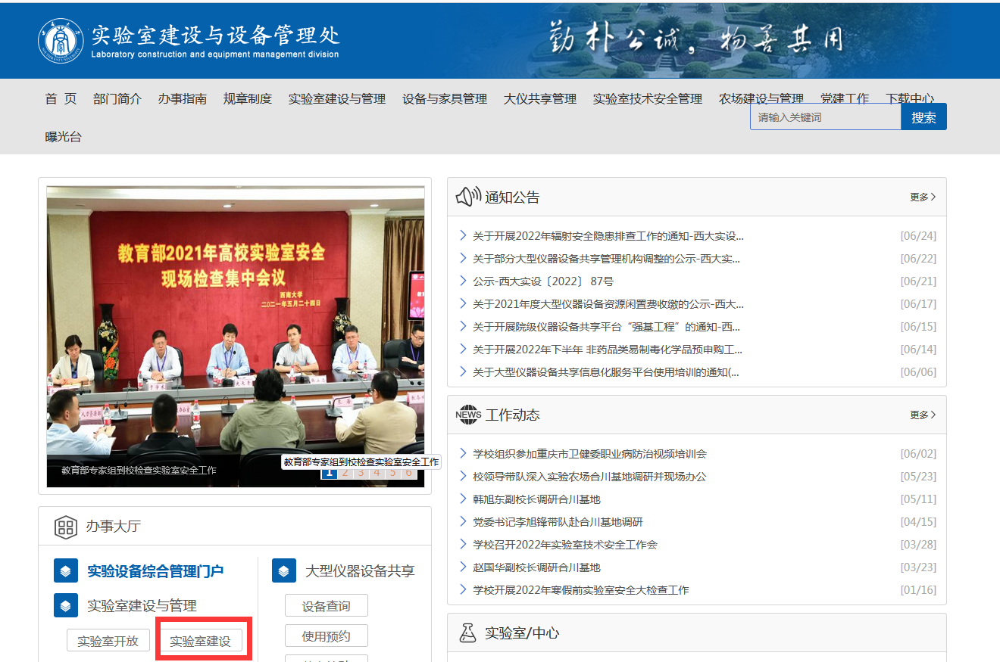 实验室建设与设备管理处
Laboratory construction and equipment management division
勤朴公诚，物善其用
首 页 部门简介 办事指南 规章制度 实验室建设与管理 设备与家具管理 大仪共享管理 实验室技术安全管理 农场建设与管理 党建工作 下载中心
请输入关键词 搜索
曝光台
教育部2021年高校实验室安全
现场检查集中会议
西南大学
二〇二一年五月二十四日
教育部专家组到校检查实验室安全工作
教育部专家组到校检查实验室安全工作
1 2 3 4 5 6
通知公告 更多
关于开展2022年辐射安全隐患排查工作的通知-西大实设... [06/24]
关于部分大型仪器设备共享管理机构调整的公示-西大实... [06/22]
公示-西大实设〔2022〕 87号 [06/21]
关于2021年度大型仪器设备资源闲置费收缴的公示-西大... [06/17]
关于开展院级仪器设备共享平台“强基工程”的通知-西... [06/15]
关于开展2022年下半年 非药品类易制毒化学品预申购工... [06/14]
关于大型仪器设备共享信息化服务平台使用培训的通知(... [06/06]
NEWS 工作动态 更多
学校组织参加重庆市卫健委职业病防治视频培训会 [06/02]
校领导带队深入实验农场合川基地调研并现场办公 [05/23]
韩旭东副校长调研合川基地 [05/11]
党委书记李旭锋带队赴合川基地调研 [04/15]
学校召开2022年实验室技术安全工作会 [03/28]
赵国华副校长调研合川基地 [03/23]
学校开展2022年寒假前实验室安全大检查工作 [01/16]
实验室/中心
办事大厅
实验设备综合管理门户
实验室建设与管理
实验室开放 实验室建设
大型仪器设备共享
设备查询
使用预约